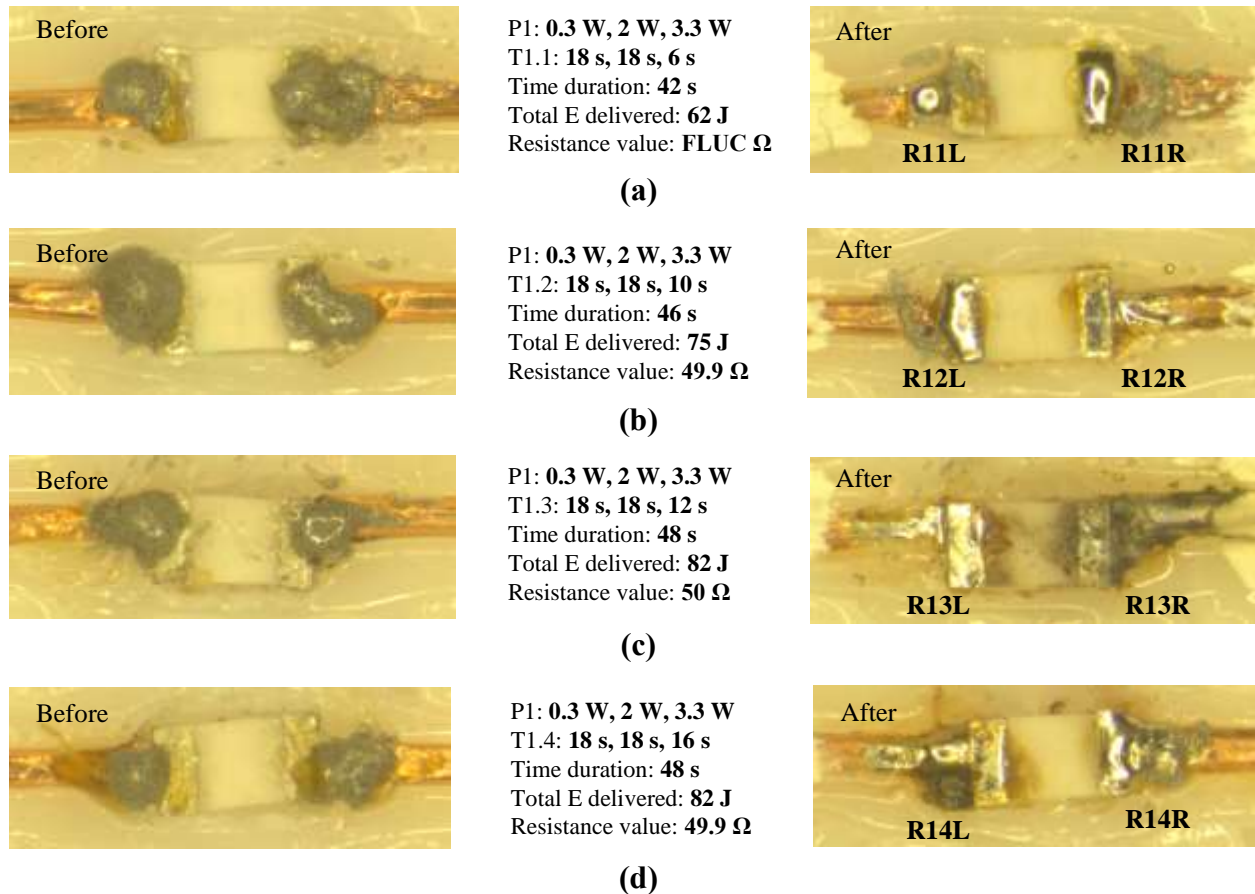 Before
P1: 0.3 W, 2 W, 3.3 W
T1.1: 18 s, 18 s, 6 s
Time duration: 42 s
Total E delivered: 62 J
Resistance value: FLUC Ω
After
R11L
R11R
(a)
Before
P1: 0.3 W, 2 W, 3.3 W
T1.2: 18 s, 18 s, 10 s
Time duration: 46 s
Total E delivered: 75 J
Resistance value: 49.9 Ω
After
R12L
R12R
(b)
Before
P1: 0.3 W, 2 W, 3.3 W
T1.3: 18 s, 18 s, 12 s
Time duration: 48 s
Total E delivered: 82 J
Resistance value: 50 Ω
After
R13L
R13R
(c)
Before
P1: 0.3 W, 2 W, 3.3 W
T1.4: 18 s, 18 s, 16 s
Time duration: 48 s
Total E delivered: 82 J
Resistance value: 49.9 Ω
After
R14L
R14R
(d)